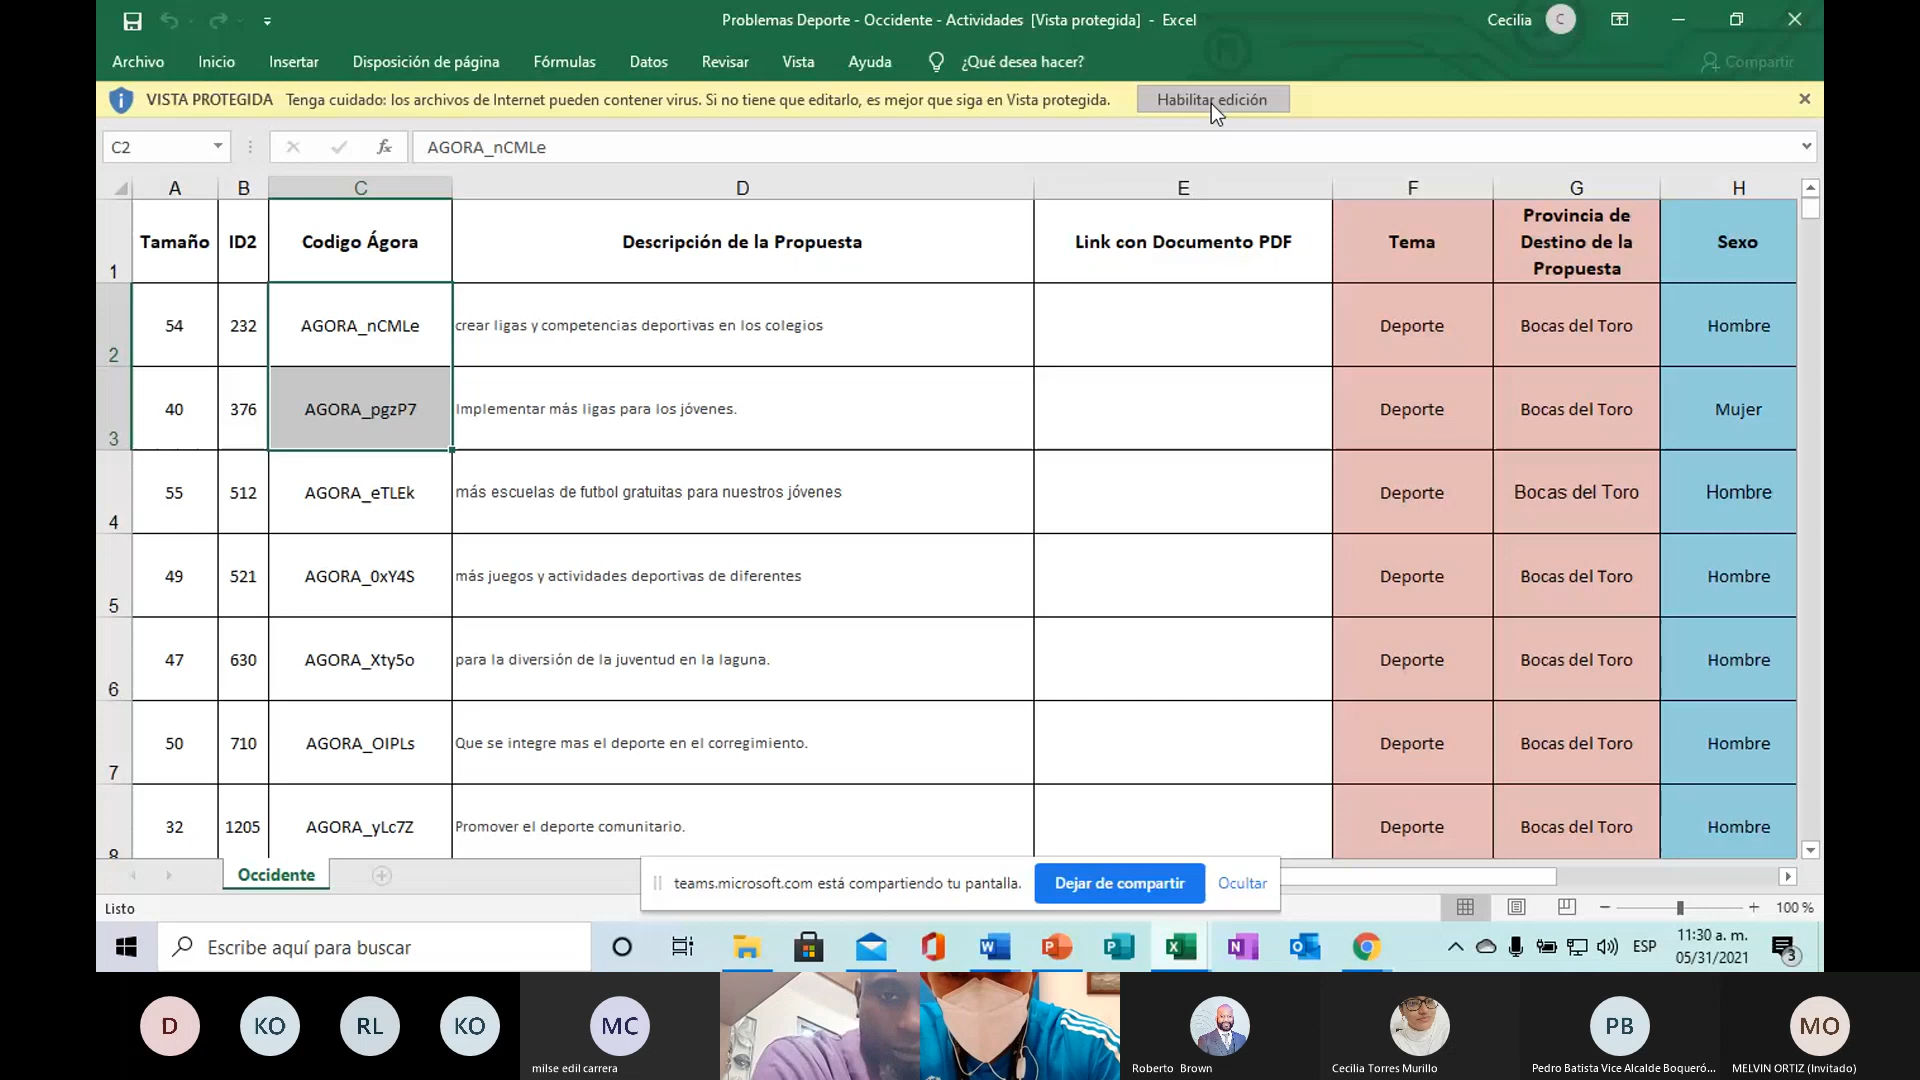 Problemas Deporte - Occidente - Actividades [Vista protegida] - Excel
Cecilia C
Archivo Inicio Insertar Disposición de página Fórmulas Datos Revisar Vista Ayuda ¿Qué desea hacer? Compartir
VISTA PROTEGIDA Tenga cuidado: los archivos de Internet pueden contener virus. Si no tiene que editarlo, es mejor que siga en Vista protegida. Habilitar edición
C2 fx AGORA_nCMLe
A B C D E F G H
1 Tamaño ID2 Codigo Ágora Descripción de la Propuesta Link con Documento PDF Tema Provincia de Destino de la Propuesta Sexo
2 54 232 AGORA_nCMLe crear ligas y competencias deportivas en los colegios Deporte Bocas del Toro Hombre
3 40 376 AGORA_pgzP7 Implementar más ligas para los jóvenes. Deporte Bocas del Toro Mujer
4 55 512 AGORA_eTLEk más escuelas de futbol gratuitas para nuestros jóvenes Deporte Bocas del Toro Hombre
5 49 521 AGORA_0xY4S más juegos y actividades deportivas de diferentes Deporte Bocas del Toro Hombre
6 47 630 AGORA_Xty5o para la diversión de la juventud en la laguna. Deporte Bocas del Toro Hombre
7 50 710 AGORA_OIPLs Que se integre mas el deporte en el corregimiento. Deporte Bocas del Toro Hombre
8 32 1205 AGORA_yLc7Z Promover el deporte comunitario. Deporte Bocas del Toro Hombre
Occidente
teams.microsoft.com está compartiendo tu pantalla. Dejar de compartir Ocultar
Listo 100 %
Escribe aquí para buscar ESP 11:30 a. m.
05/31/2021 3
D KO RL KO MC PB MO
milse edil carrera Roberto Brown Cecilia Torres Murillo Pedro Batista Vice Alcalde Boqueró... MELVIN ORTIZ (Invitado)